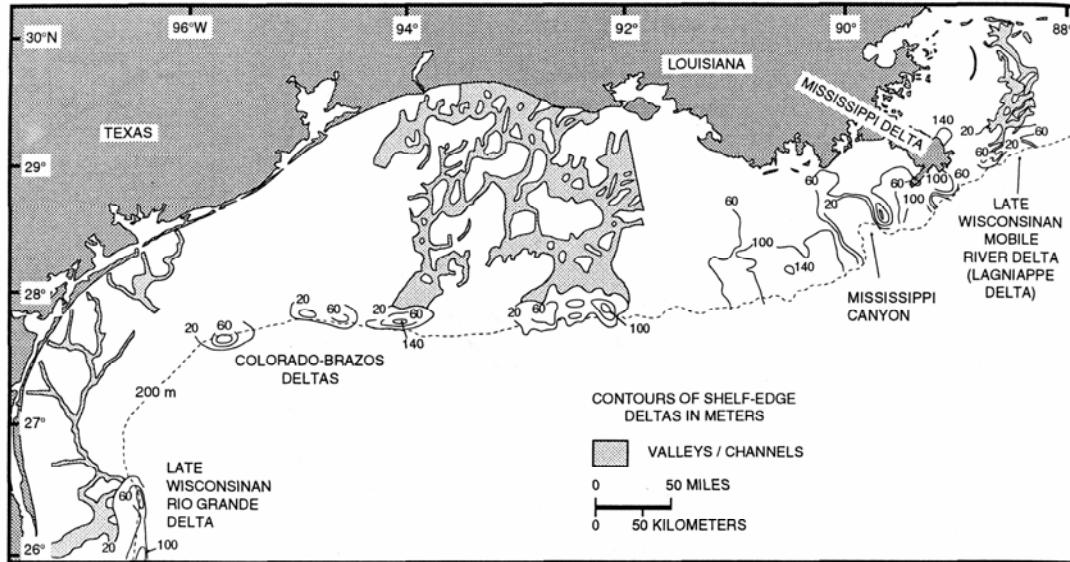 96°W
94°
92°
90°
88°
30°N
LOUISIANA
TEXAS
MISSISSIPPI DELTA
140
20
60
20
60
60
100
60
29°
60
20
60
100
60
100
LATE
WISCONSINAN
MOBILE
RIVER DELTA
(LAGNIAPPE
DELTA)
140
28°
20
60
20
60
20
60
20
60
100
140
MISSISSIPPI
CANYON
COLORADO-BRAZOS
DELTAS
200 m
CONTOURS OF SHELF-EDGE
DELTAS IN METERS
27°
VALLEYS / CHANNELS
LATE
WISCONSINAN
RIO GRANDE
DELTA
60
0 50 MILES
0 50 KILOMETERS
20
100
26°